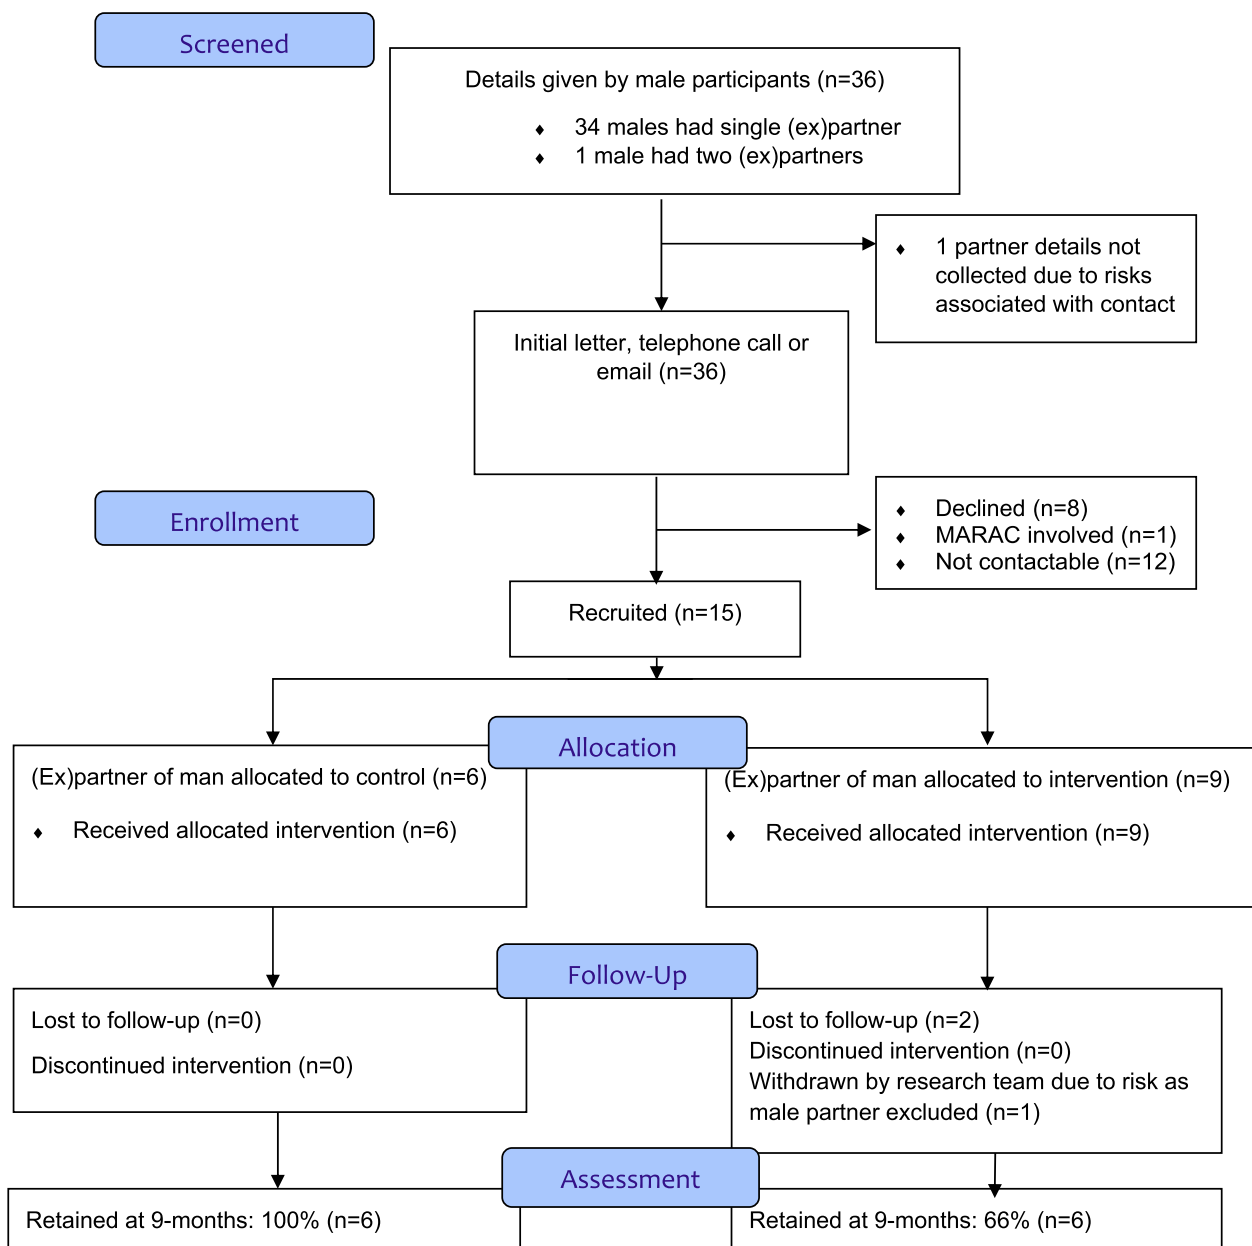 Screened
Details given by male participants (n=36)
⬧ 34 males had single (ex)partner
⬧ 1 male had two (ex)partners
⬧ 1 partner details not
collected due to risks
associated with contact
Initial letter, telephone call or
email (n=36)
Enrollment
⬧ Declined (n=8)
⬧ MARAC involved (n=1)
⬧ Not contactable (n=12)
Recruited (n=15)
Allocation
(Ex)partner of man allocated to control (n=6)
⬧ Received allocated intervention (n=6)
(Ex)partner of man allocated to intervention (n=9)
⬧ Received allocated intervention (n=9)
Follow-Up
Lost to follow-up (n=0)
Discontinued intervention (n=0)
Lost to follow-up (n=2)
Discontinued intervention (n=0)
Withdrawn by research team due to risk as
male partner excluded (n=1)
Assessment
Retained at 9-months: 100% (n=6)
Retained at 9-months: 66% (n=6)